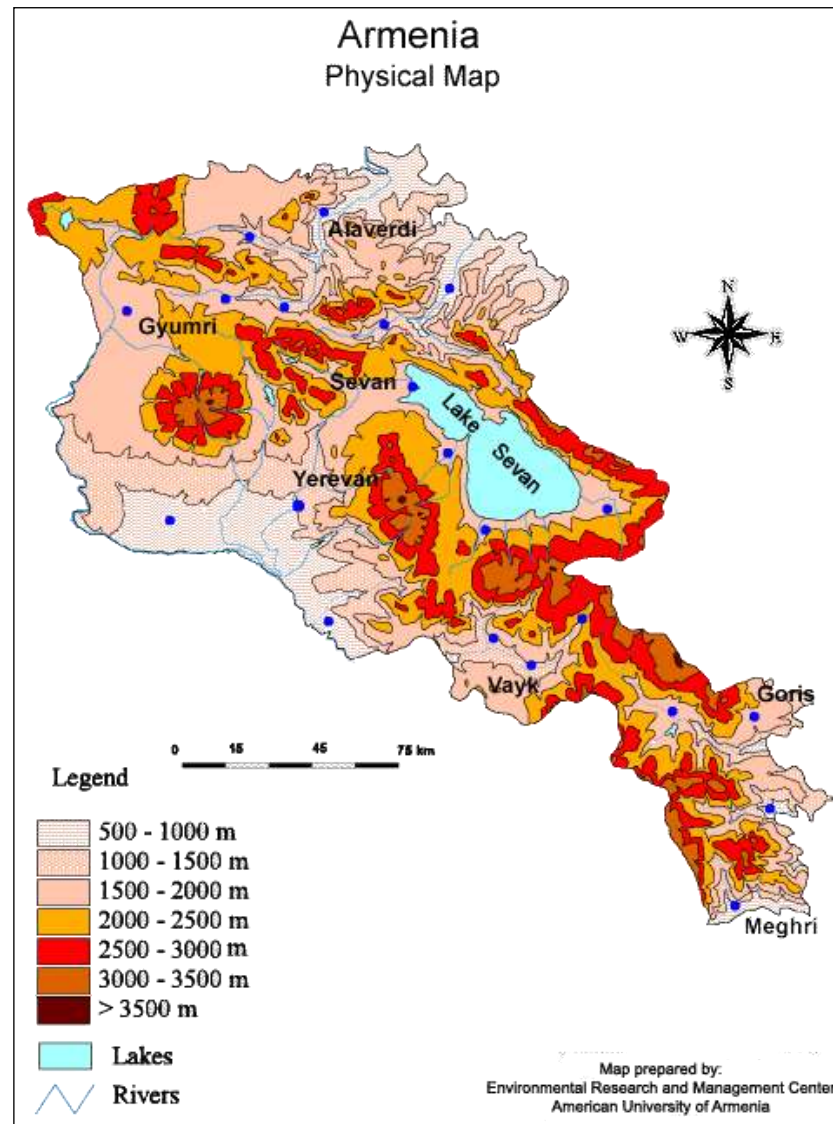 Armenia
Physical Map
Alaverdi
N
W
E
S
Gyumri
Sevan
Lake
Sevan
Yerevan
Vayk
Goris
0 15 45 75 km
Legend
500 - 1000 m
1000 - 1500 m
1500 - 2000 m
2000 - 2500 m
2500 - 3000 m
3000 - 3500 m
> 3500 m
Meghri
Lakes
Rivers
Map prepared by:
Environmental Research and Management Center
American University of Armenia